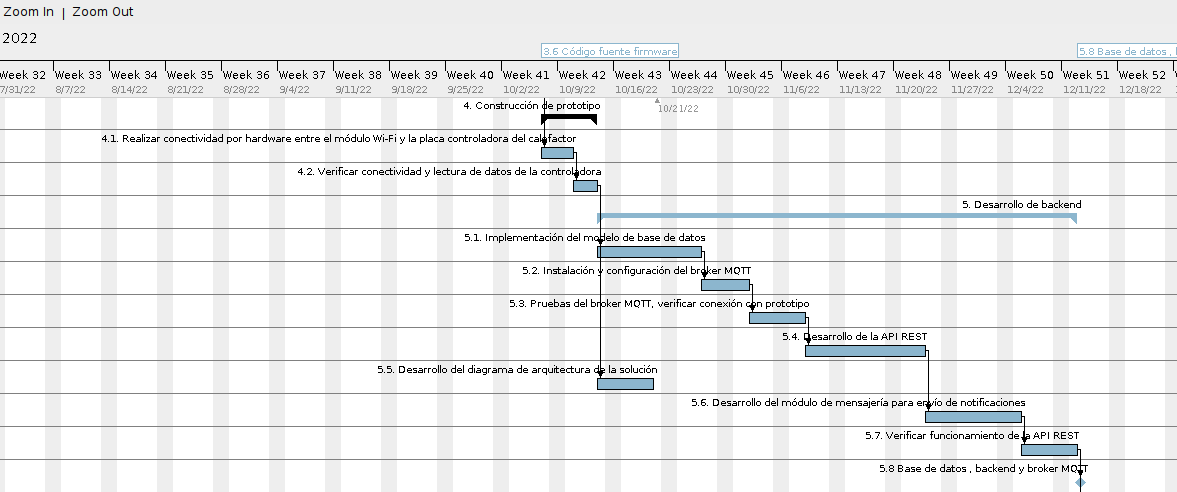 Zoom In | Zoom Out
2022
3.6 Código fuente firmware
5.8 Base de datos ,
Week 32 Week 33 Week 34 Week 35 Week 36 Week 37 Week 38 Week 39 Week 40 Week 41 Week 42 Week 43 Week 44 Week 45 Week 46 Week 47 Week 48 Week 49 Week 50 Week 51 Week 52
7/31/22 8/7/22 8/14/22 8/21/22 8/28/22 9/4/22 9/11/22 9/18/22 9/25/22 10/2/22 10/9/22 10/16/22 10/23/22 10/30/22 11/6/22 11/13/22 11/20/22 11/27/22 12/4/22 12/11/22 12/18/22
4. Construcción de prototipo
10/21/22
4.1. Realizar conectividad por hardware entre el módulo Wi-Fi y la placa controladora del calefactor
4.2. Verificar conectividad y lectura de datos de la controladora
5. Desarrollo de backend
5.1. Implementación del modelo de base de datos
5.2. Instalación y configuración del broker MQTT
5.3. Pruebas del broker MQTT, verificar conexión con prototipo
5.4. Desarrollo de la API REST
5.5. Desarrollo del diagrama de arquitectura de la solución
5.6. Desarrollo del módulo de mensajería para envío de notificaciones
5.7. Verificar funcionamiento de la API REST
5.8 Base de datos , backend y broker MQTT